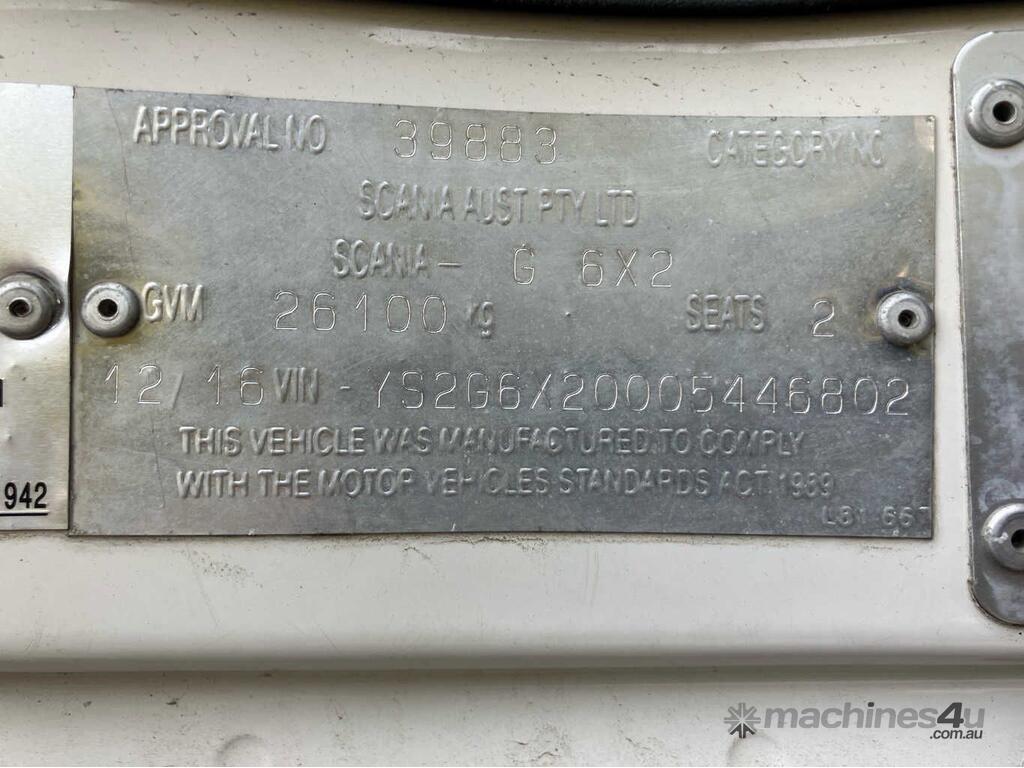 APPROVAL NO 39883 CATEGORY NC
SCANIA AUST. PTY LTD
SCANIA - G 6X2
GVM 26100 kg SEATS 2
12/16 VIN - YS2G6X20005446802
THIS VEHICLE WAS MANUFACTURED TO COMPLY
WITH THE MOTOR VEHICLES STANDARDS ACT. 1989
942
machines4u
.com.au